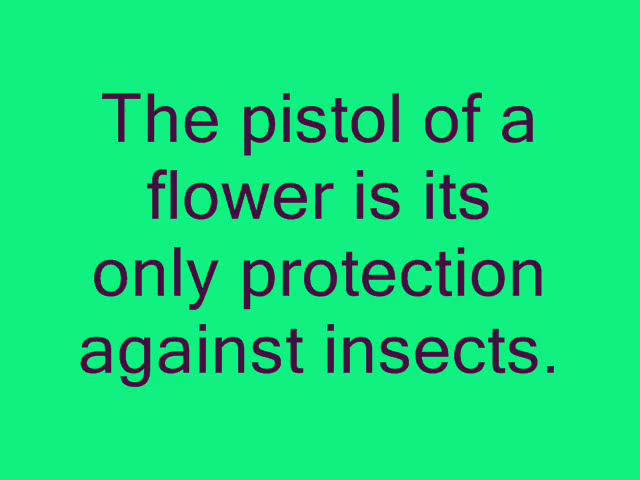 The pistol of a
flower is its
only protection
against insects.